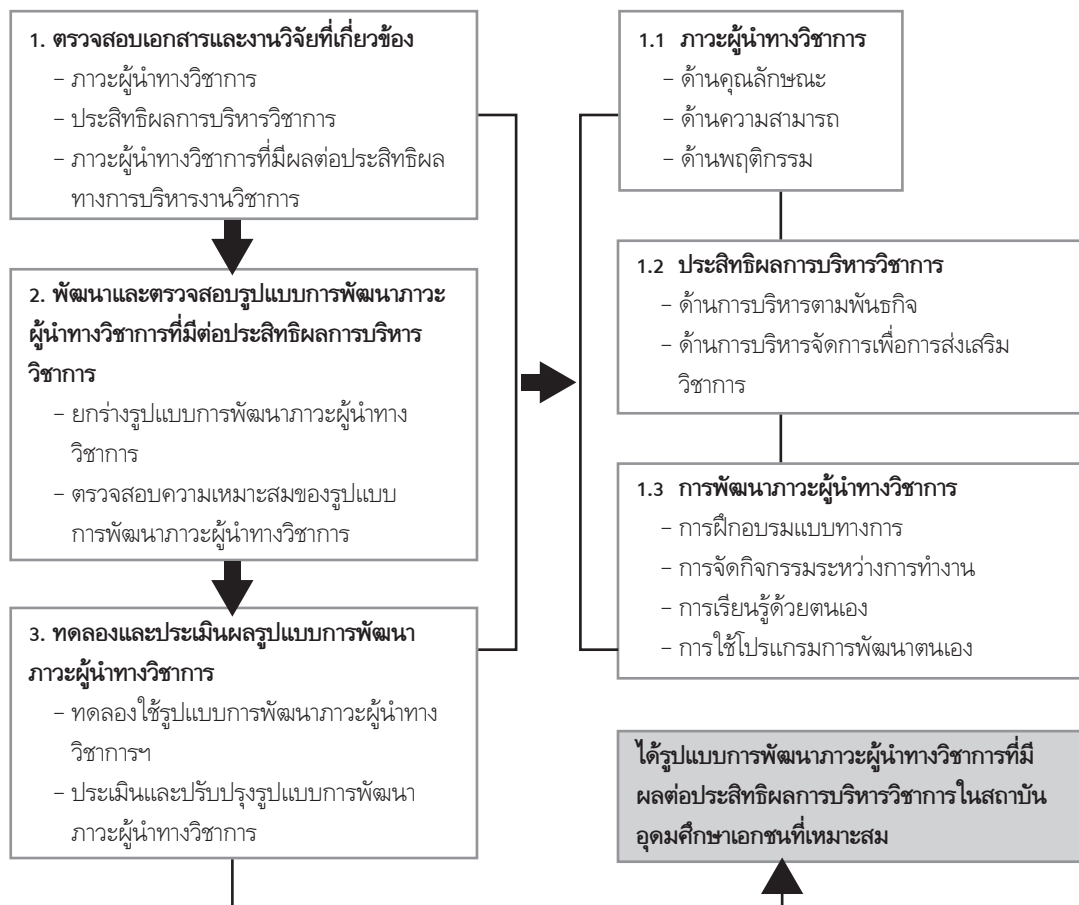 1. ตรวจสอบเอกสารและงานวิจัยที่เกี่ยวข้อง
– ภาวะผู้นำทางวิชาการ
– ประสิทธิผลการบริหารวิชาการ
– ภาวะผู้นำทางวิชาการที่มีผลต่อประสิทธิผล
ทางการบริหารงานวิชาการ
2. พัฒนาและตรวจสอบรูปแบบการพัฒนาภาวะ
ผู้นำทางวิชาการที่มีต่อประสิทธิผลการบริหาร
วิชาการ
– ยกร่างรูปแบบการพัฒนาภาวะผู้นำทาง
วิชาการ
– ตรวจสอบความเหมาะสมของรูปแบบ
การพัฒนาภาวะผู้นำทางวิชาการ
3. ทดลองและประเมินผลรูปแบบการพัฒนา
ภาวะผู้นำทางวิชาการ
– ทดลองใช้รูปแบบการพัฒนาภาวะผู้นำทาง
วิชาการฯ
– ประเมินและปรับปรุงรูปแบบการพัฒนา
ภาวะผู้นำทางวิชาการ
1.1 ภาวะผู้นำทางวิชาการ
– ด้านคุณลักษณะ
– ด้านความสามารถ
– ด้านพฤติกรรม
1.2 ประสิทธิผลการบริหารวิชาการ
– ด้านการบริหารตามพันธกิจ
– ด้านการบริหารจัดการเพื่อการส่งเสริม
วิชาการ
1.3 การพัฒนาภาวะผู้นำทางวิชาการ
– การฝึกอบรมแบบทางการ
– การจัดกิจกรรมระหว่างการทำงาน
– การเรียนรู้ด้วยตนเอง
– การใช้โปรแกรมการพัฒนาตนเอง
ได้รูปแบบการพัฒนาภาวะผู้นำทางวิชาการที่มี
ผลต่อประสิทธิผลการบริหารวิชาการในสถาบัน
อุดมศึกษาเอกชนที่เหมาะสม